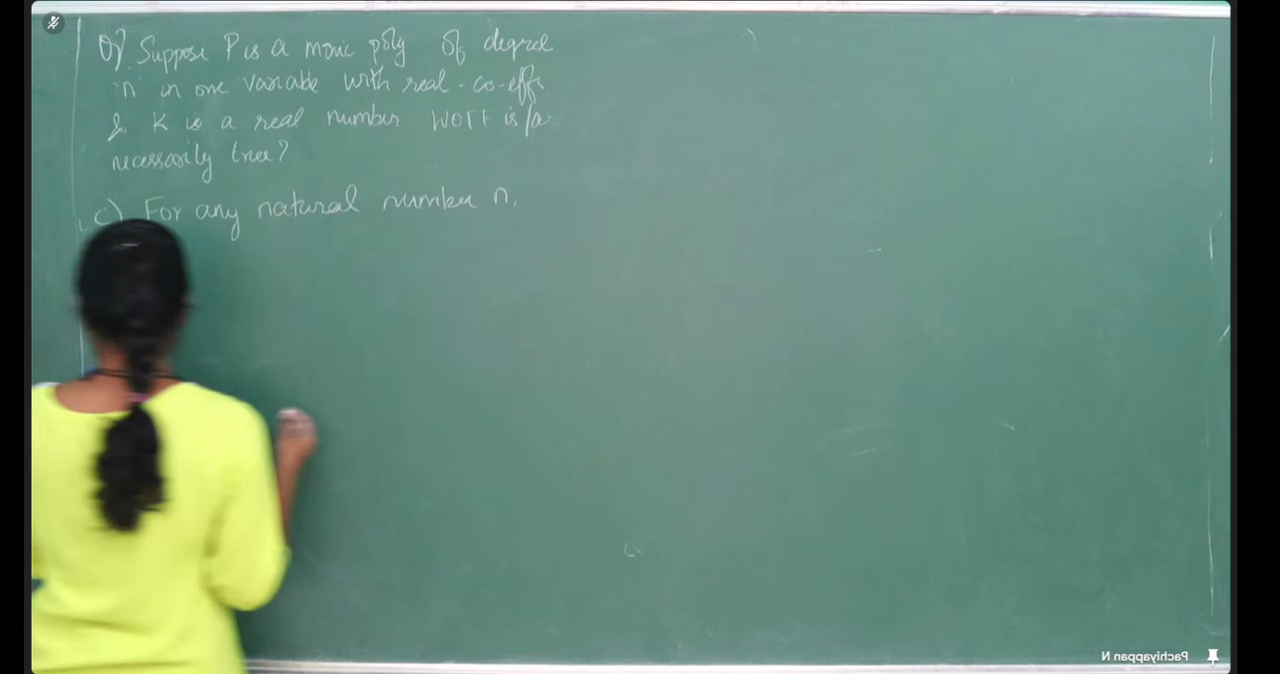 Q) Suppose P is a monic poly of degree
'n' in one variable with real-co-effs
& K is a real number WOTF is/are
necessarily true?
c) For any natural number n,
Pachiyappan N